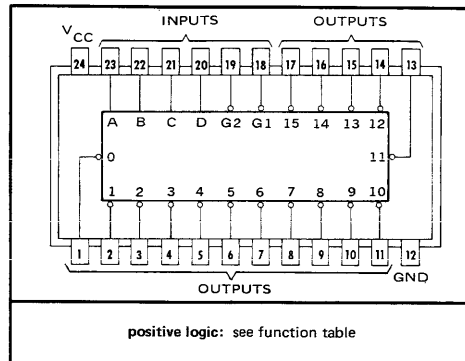 INPUTS OUTPUTS
VCC
24 23 22 21 20 19 18 17 16 15 14 13
A B C D G2 G1 15 14 13 12
0 11
1 2 3 4 5 6 7 8 9 10
1 2 3 4 5 6 7 8 9 10 11 12
GND
OUTPUTS
positive logic: see function table